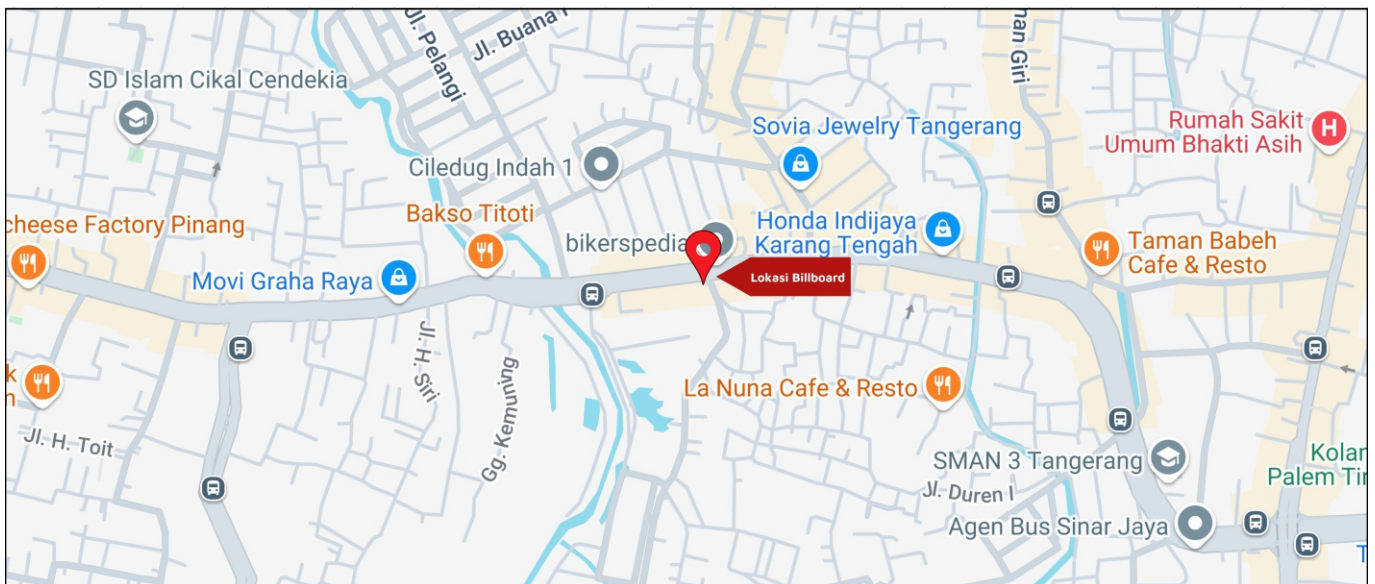 Jl. Pelangi
Jl. Buana
man Giri
SD Islam Cikal Cendekia
Sovia Jewelry Tangerang
Rumah Sakit
Umum Bhakti Asih
Ciledug Indah 1
cheese Factory Pinang
Bakso Titoti
bikerspedia
Honda Indijaya
Karang Tengah
Taman Babeh
Cafe & Resto
Movi Graha Raya
Lokasi Billboard
Jl. H. Siri
k
n
La Nuna Cafe & Resto
Gg. Kemuning
Jl. H. Toit
SMAN 3 Tangerang
Kolar
Palem Tir
Jl. Duren I
Agen Bus Sinar Jaya
T